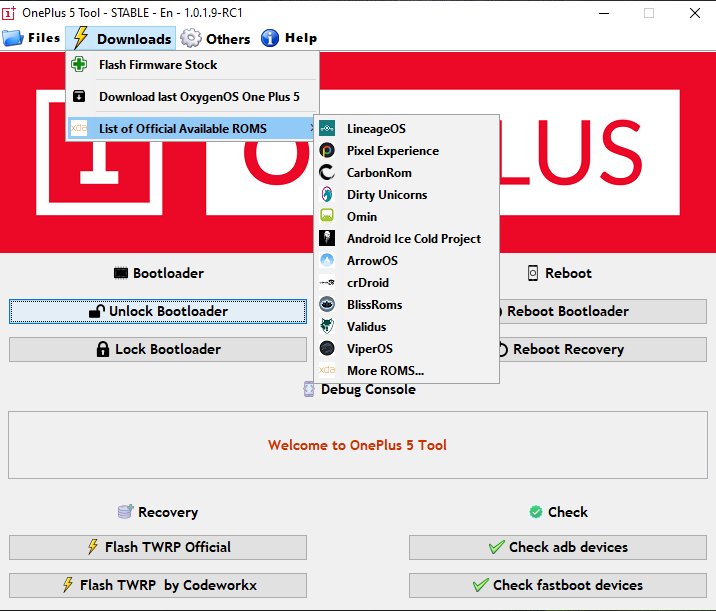 OnePlus 5 Tool - STABLE - En - 1.0.1.9-RC1
Files Downloads Others Help
Flash Firmware Stock
Download last OxygenOS One Plus 5
xda List of Official Available ROMS
LineageOS
Pixel Experience
CarbonRom
Dirty Unicorns
Omin
Android Ice Cold Project
ArrowOS
crDroid
BlissRoms
Validus
ViperOS
xda More ROMS...
1 OPLUS
Bootloader
Reboot
Unlock Bootloader
Reboot Bootloader
Lock Bootloader
Reboot Recovery
Debug Console
Welcome to OnePlus 5 Tool
Recovery
Check
Flash TWRP Official
Check adb devices
Flash TWRP by Codeworkx
Check fastboot devices